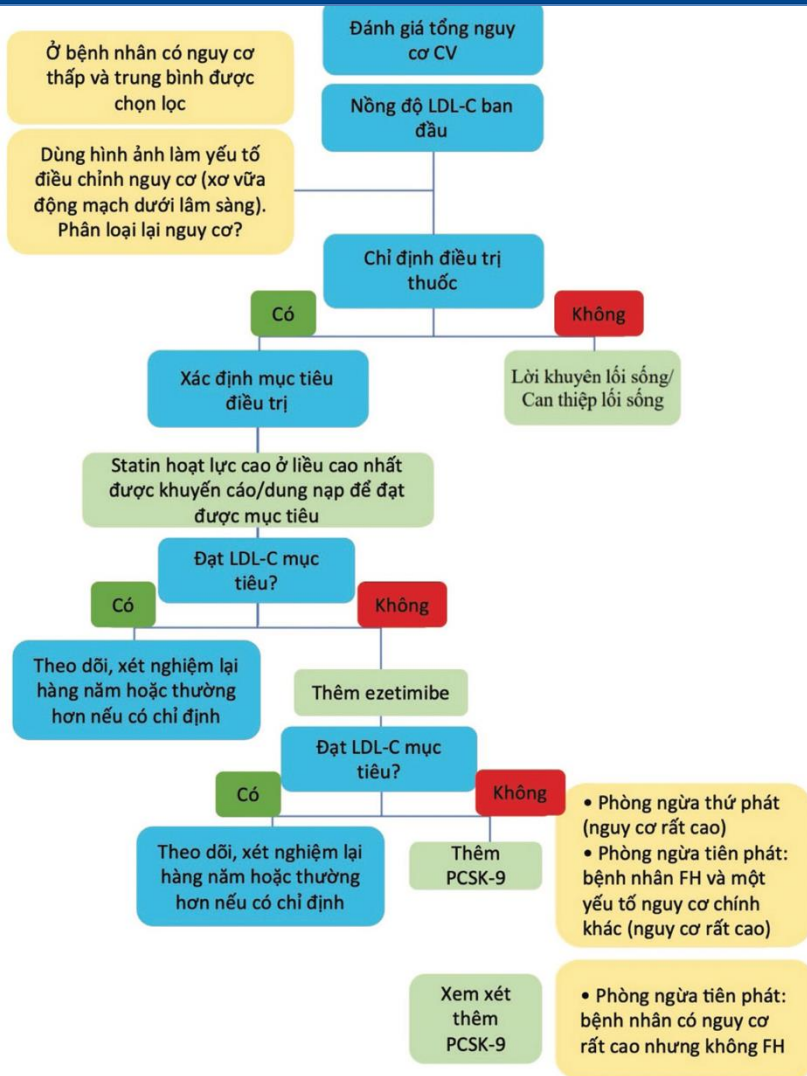 Đánh giá tổng nguy
cơ CV
Ở bệnh nhân có nguy cơ
thấp và trung bình được
chọn lọc
Nồng độ LDL-C ban
đầu
Dùng hình ảnh làm yếu tố
điều chỉnh nguy cơ (xơ vữa
động mạch dưới lâm sàng).
Phân loại lại nguy cơ?
Chỉ định điều trị
thuốc
Có
Không
Xác định mục tiêu
điều trị
Lời khuyên lối sống/
Can thiệp lối sống
Statin hoạt lực cao ở liều cao nhất
được khuyến cáo/dung nạp để đạt
được mục tiêu
Đạt LDL-C mục
tiêu?
Có
Không
Theo dõi, xét nghiệm lại
hàng năm hoặc thường
hơn nếu có chỉ định
Thêm ezetimibe
Đạt LDL-C mục
tiêu?
Có
Không
Theo dõi, xét nghiệm lại
hàng năm hoặc thường
hơn nếu có chỉ định
Thêm
PCSK-9
• Phòng ngừa thứ phát
(nguy cơ rất cao)
• Phòng ngừa tiên phát:
bệnh nhân FH và một
yếu tố nguy cơ chính
khác (nguy cơ rất cao)
Xem xét
thêm
PCSK-9
• Phòng ngừa tiên phát:
bệnh nhân có nguy cơ
rất cao nhưng không FH